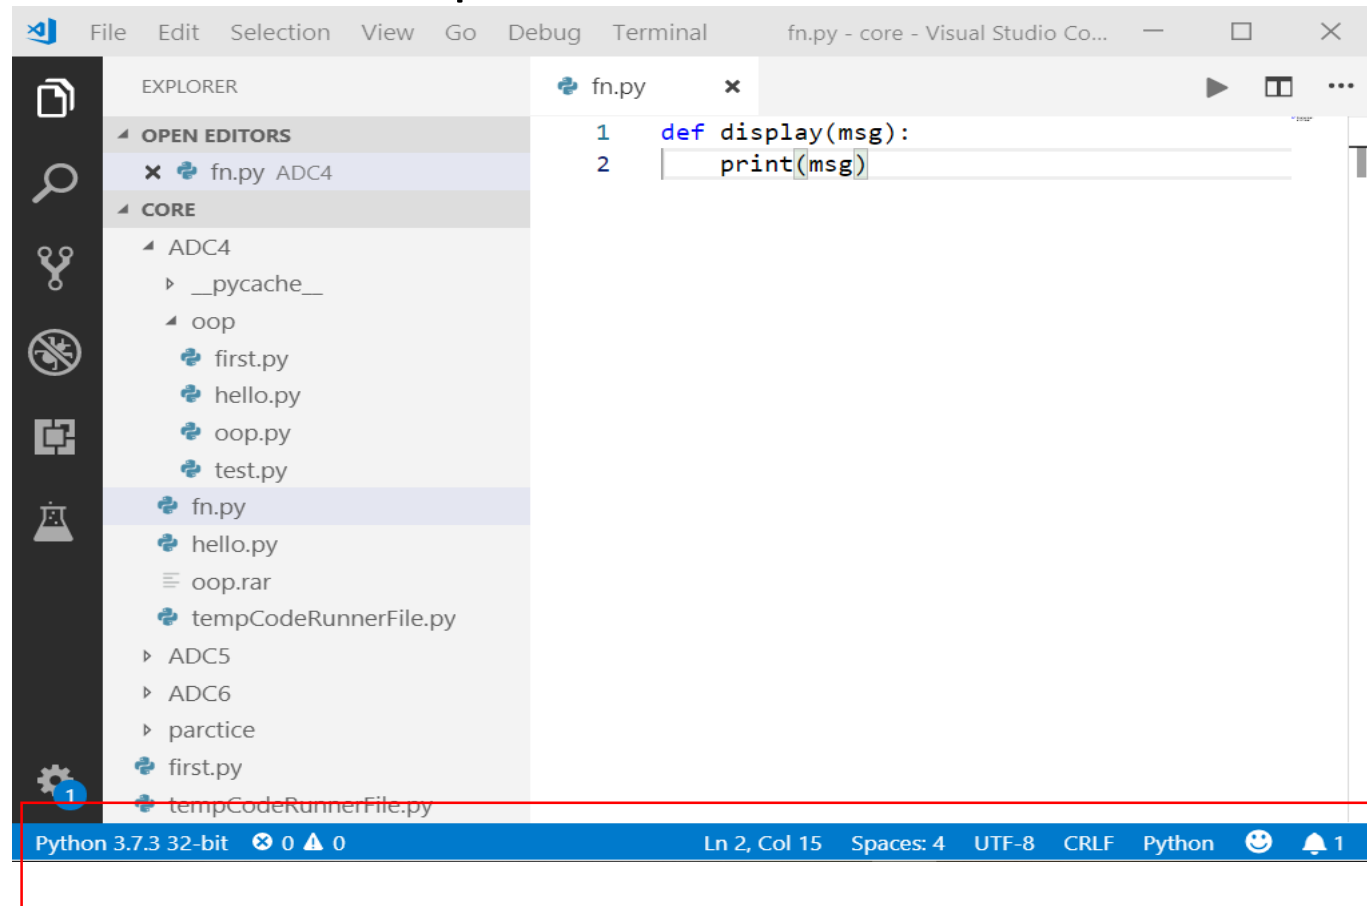 File Edit Selection View Go Debug Terminal fn.py - core - Visual Studio Co...
EXPLORER
OPEN EDITORS
fn.py ADC4
CORE
ADC4
__pycache__
oop
first.py
hello.py
oop.py
test.py
fn.py
hello.py
oop.rar
tempCodeRunnerFile.py
ADC5
ADC6
parctice
first.py
tempCodeRunnerFile.py
1
fn.py
1 def display(msg):
2 print(msg)
Python 3.7.3 32-bit 0 0 Ln 2, Col 15 Spaces: 4 UTF-8 CRLF Python 1